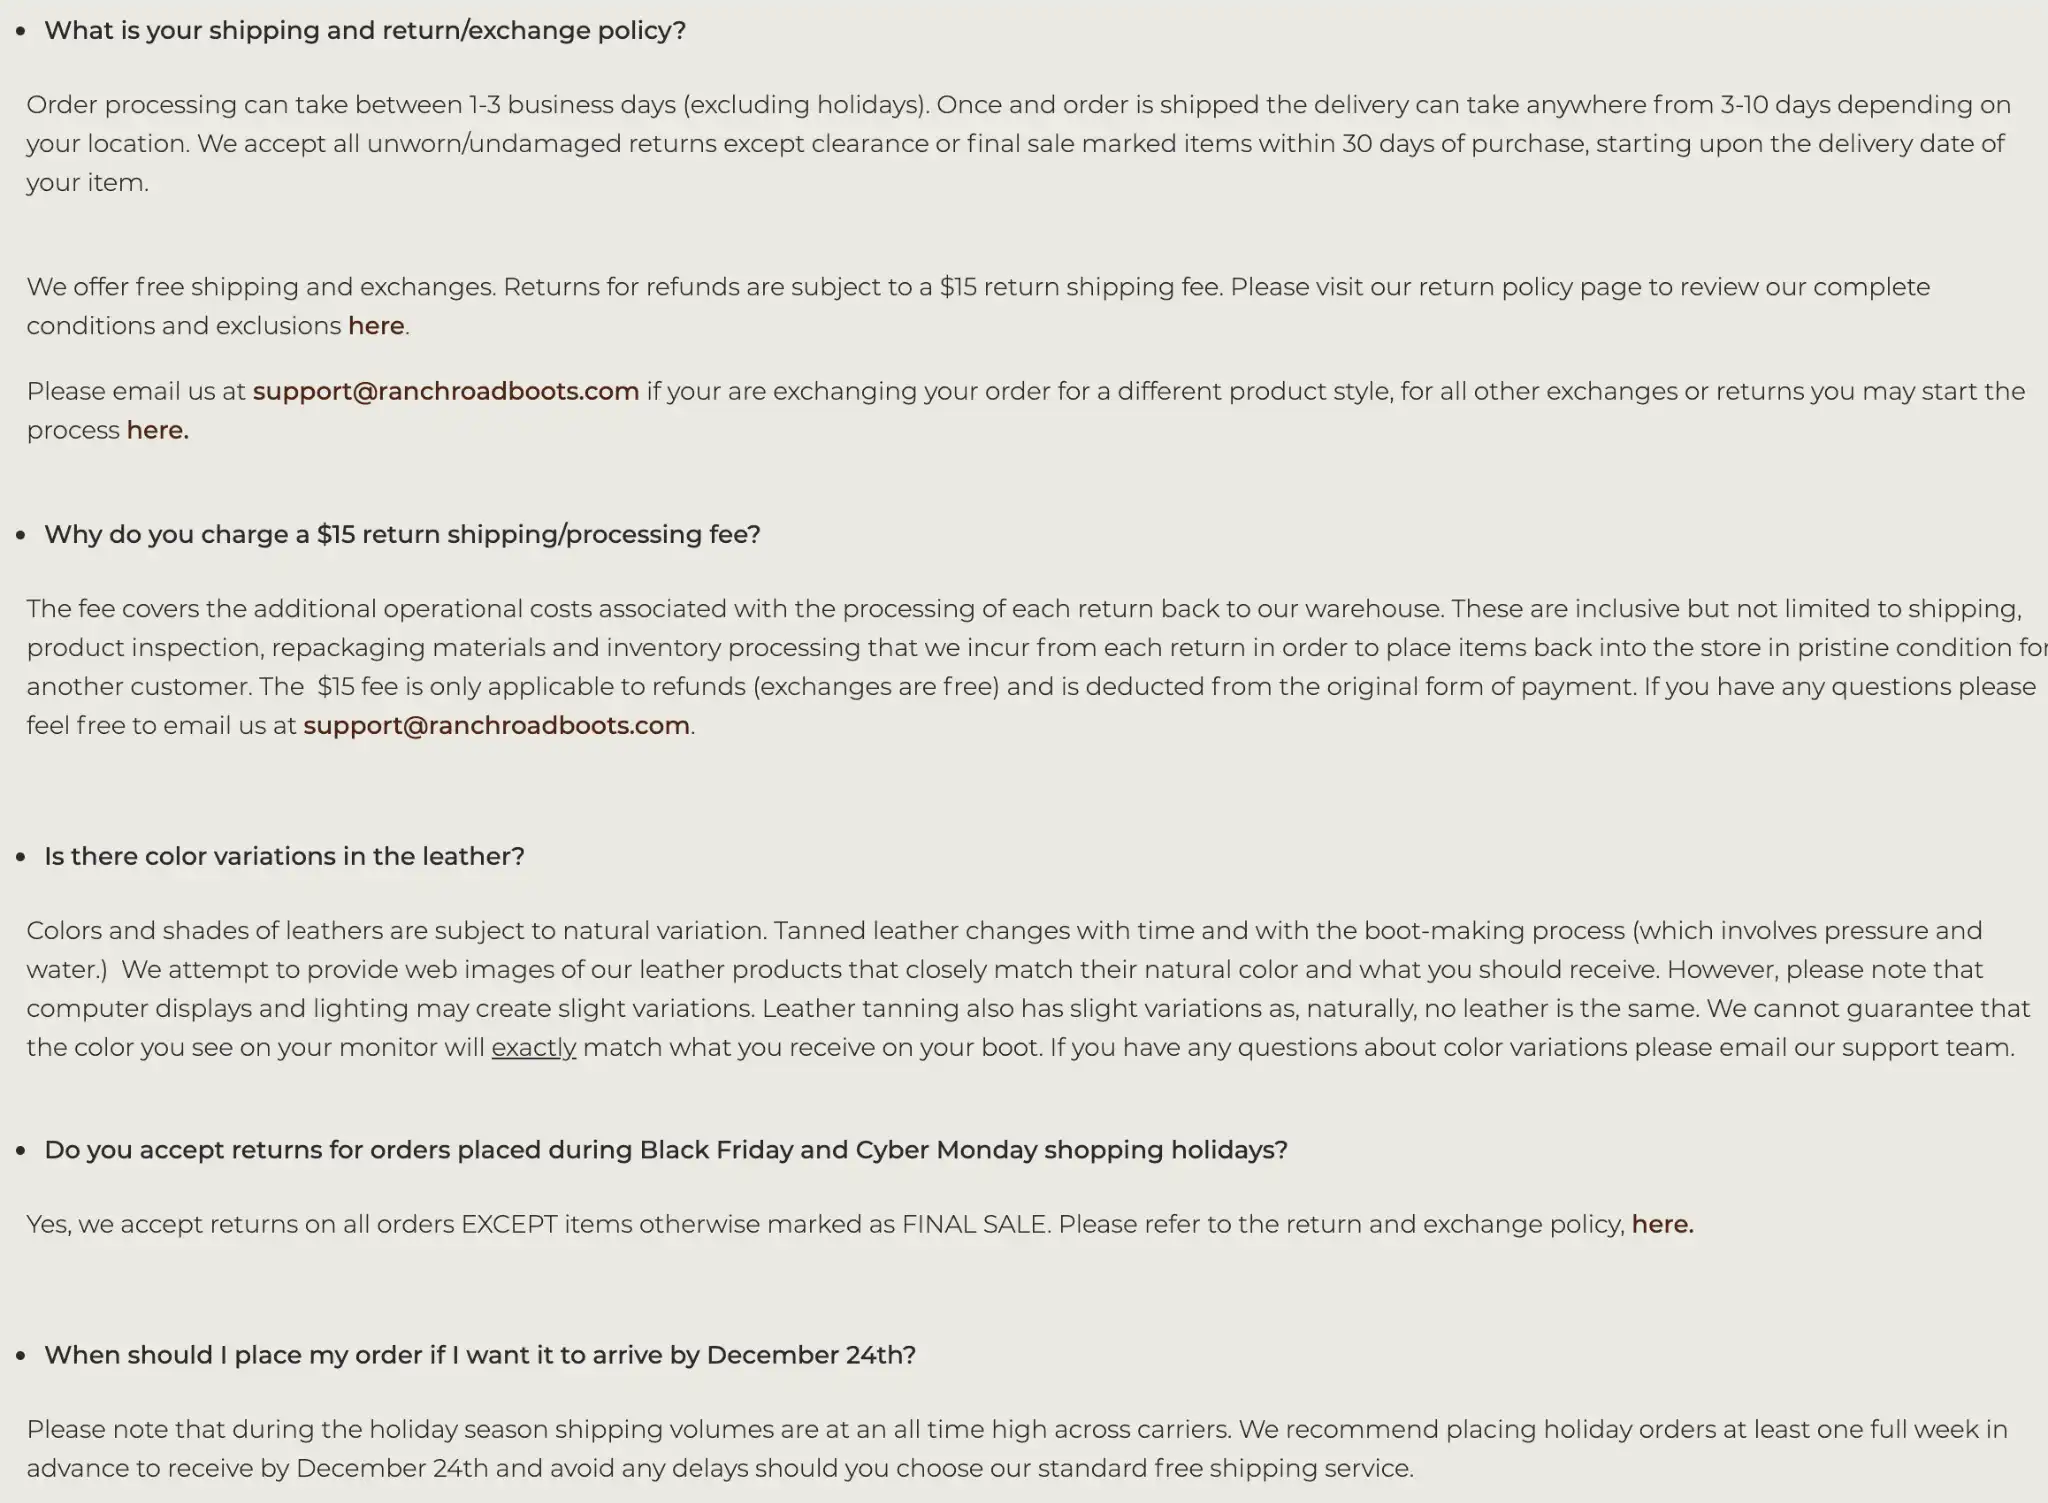 • What is your shipping and return/exchange policy?
Order processing can take between 1-3 business days (excluding holidays). Once and order is shipped the delivery can take anywhere from 3-10 days depending on
your location. We accept all unworn/undamaged returns except clearance or final sale marked items within 30 days of purchase, starting upon the delivery date of
your item.
We offer free shipping and exchanges. Returns for refunds are subject to a $15 return shipping fee. Please visit our return policy page to review our complete
conditions and exclusions here.
Please email us at support@ranchroadboots.com if your are exchanging your order for a different product style, for all other exchanges or returns you may start the
process here.
• Why do you charge a $15 return shipping/processing fee?
The fee covers the additional operational costs associated with the processing of each return back to our warehouse. These are inclusive but not limited to shipping,
product inspection, repackaging materials and inventory processing that we incur from each return in order to place items back into the store in pristine condition for
another customer. The  $15 fee is only applicable to refunds (exchanges are free) and is deducted from the original form of payment. If you have any questions please
feel free to email us at support@ranchroadboots.com.
• Is there color variations in the leather?
Colors and shades of leathers are subject to natural variation. Tanned leather changes with time and with the boot-making process (which involves pressure and
water.)  We attempt to provide web images of our leather products that closely match their natural color and what you should receive. However, please note that
computer displays and lighting may create slight variations. Leather tanning also has slight variations as, naturally, no leather is the same. We cannot guarantee that
the color you see on your monitor will exactly match what you receive on your boot. If you have any questions about color variations please email our support team.
• Do you accept returns for orders placed during Black Friday and Cyber Monday shopping holidays?
Yes, we accept returns on all orders EXCEPT items otherwise marked as FINAL SALE. Please refer to the return and exchange policy, here.
• When should I place my order if I want it to arrive by December 24th?
Please note that during the holiday season shipping volumes are at an all time high across carriers. We recommend placing holiday orders at least one full week in
advance to receive by December 24th and avoid any delays should you choose our standard free shipping service.